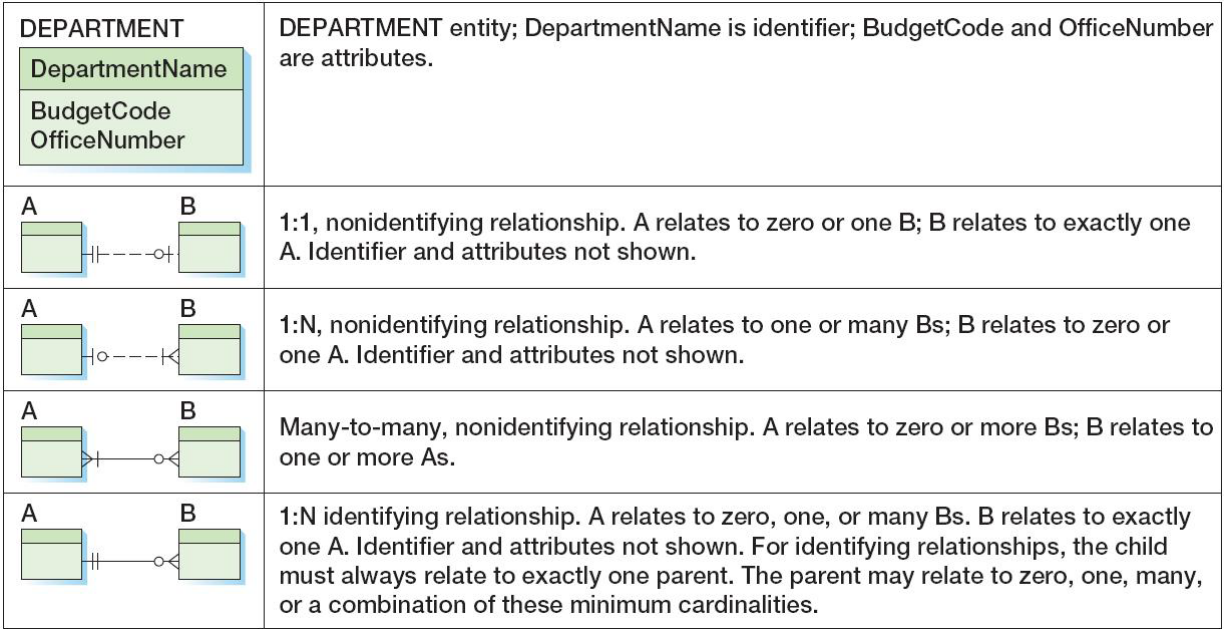 DEPARTMENT
DepartmentName
BudgetCode
OfficeNumber
DEPARTMENT entity; DepartmentName is identifier; BudgetCode and OfficeNumber
are attributes.
A B
1:1, nonidentifying relationship. A relates to zero or one B; B relates to exactly one
A. Identifier and attributes not shown.
A B
1:N, nonidentifying relationship. A relates to one or many Bs; B relates to zero or
one A. Identifier and attributes not shown.
A B
Many-to-many, nonidentifying relationship. A relates to zero or more Bs; B relates to
one or more As.
A B
1:N identifying relationship. A relates to zero, one, or many Bs. B relates to exactly
one A. Identifier and attributes not shown. For identifying relationships, the child
must always relate to exactly one parent. The parent may relate to zero, one, many,
or a combination of these minimum cardinalities.